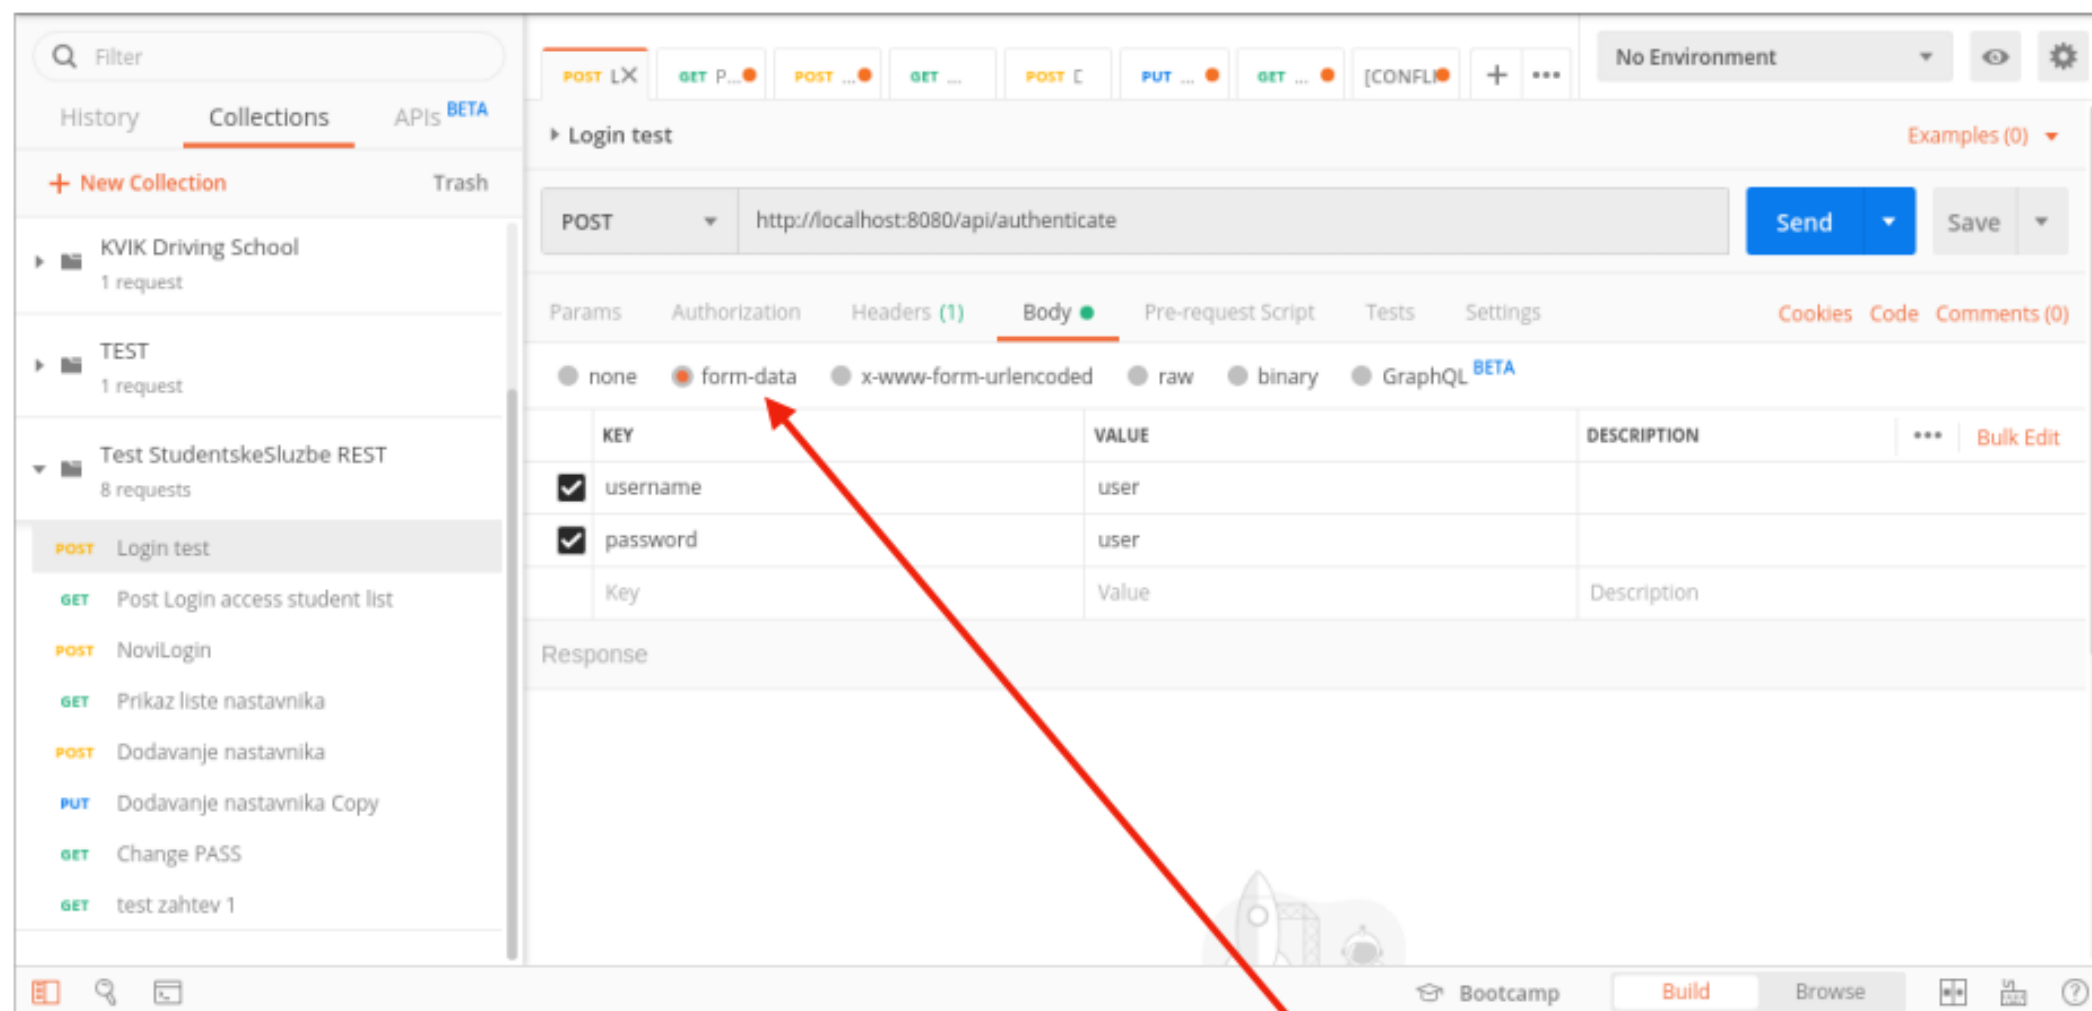 Filter
History Collections APIs BETA
+ New Collection Trash
KVIK Driving School
1 request
TEST
1 request
Test StudentskeSluzbe REST
8 requests
POST Login test
GET Post Login access student list
POST NoviLogin
GET Prikaz liste nastavnika
POST Dodavanje nastavnika
PUT Dodavanje nastavnika Copy
GET Change PASS
GET test zahtev 1
POST L GET P... POST ... GET ... POST PUT ... GET ... [CONFLI + ••• No Environment
Login test Examples (0)
POST http://localhost:8080/api/authenticate Send Save
Params Authorization Headers (1) Body Pre-request Script Tests Settings Cookies Code Comments (0)
none form-data x-www-form-urlencoded raw binary GraphQL BETA
KEY VALUE DESCRIPTION ••• Bulk Edit
username user
password user
Key Value Description
Response
Bootcamp Build Browse